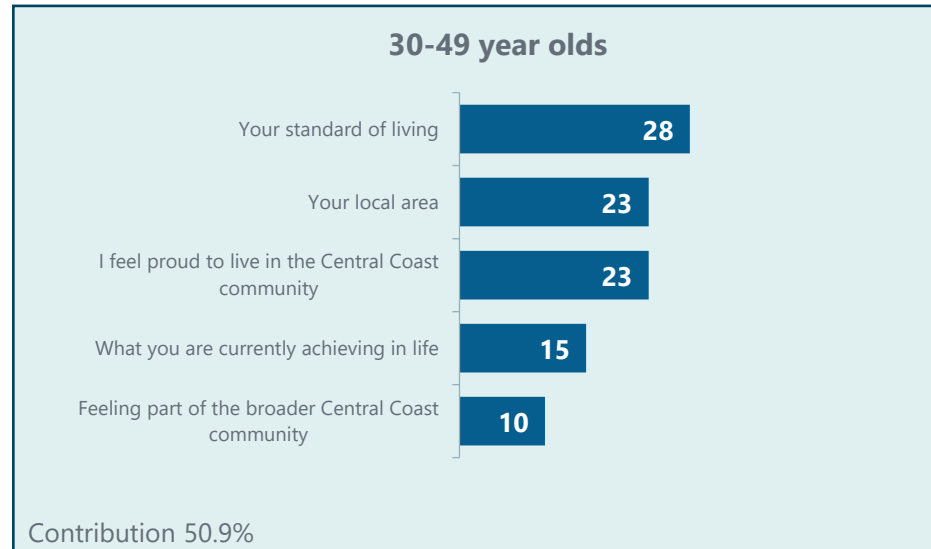 30-49 year olds
Your standard of living
28
Your local area
23
I feel proud to live in the Central Coast
community
23
What you are currently achieving in life
15
Feeling part of the broader Central Coast
community
10
Contribution 50.9%